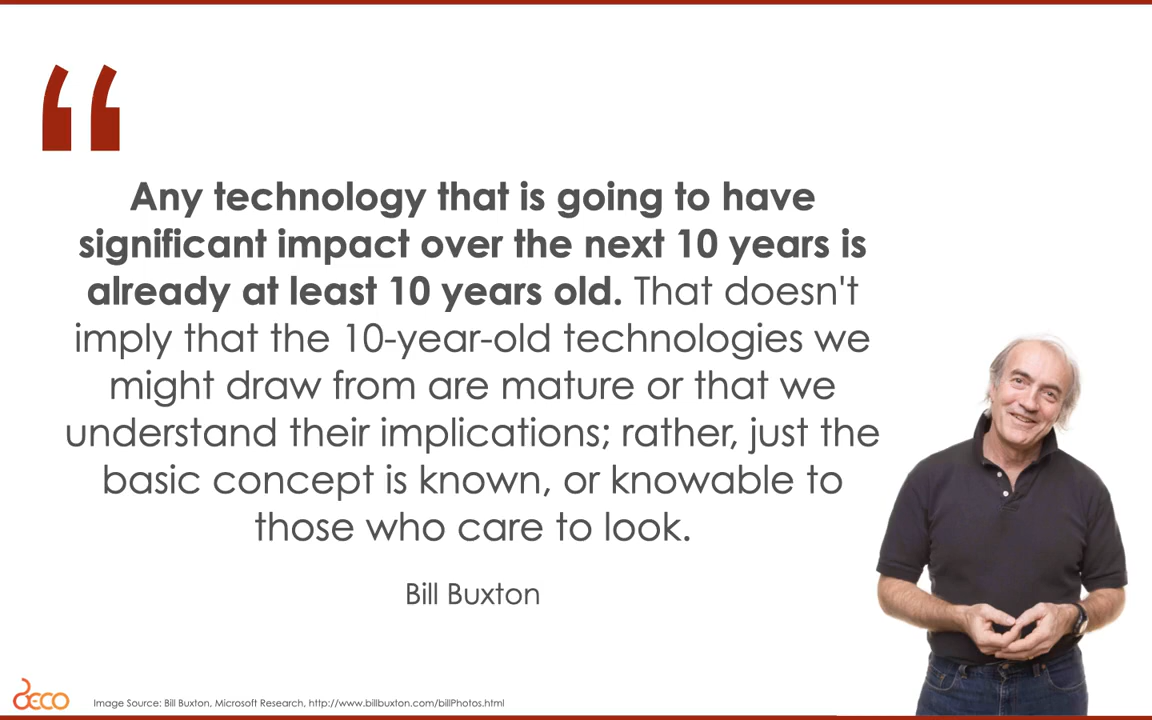 “
Any technology that is going to have
significant impact over the next 10 years is
already at least 10 years old. That doesn't
imply that the 10-year-old technologies we
might draw from are mature or that we
understand their implications; rather, just the
basic concept is known, or knowable to
those who care to look.
Bill Buxton
DECO
Image Source: Bill Buxton, Microsoft Research, http://www.billbuxton.com/billPhotos.html